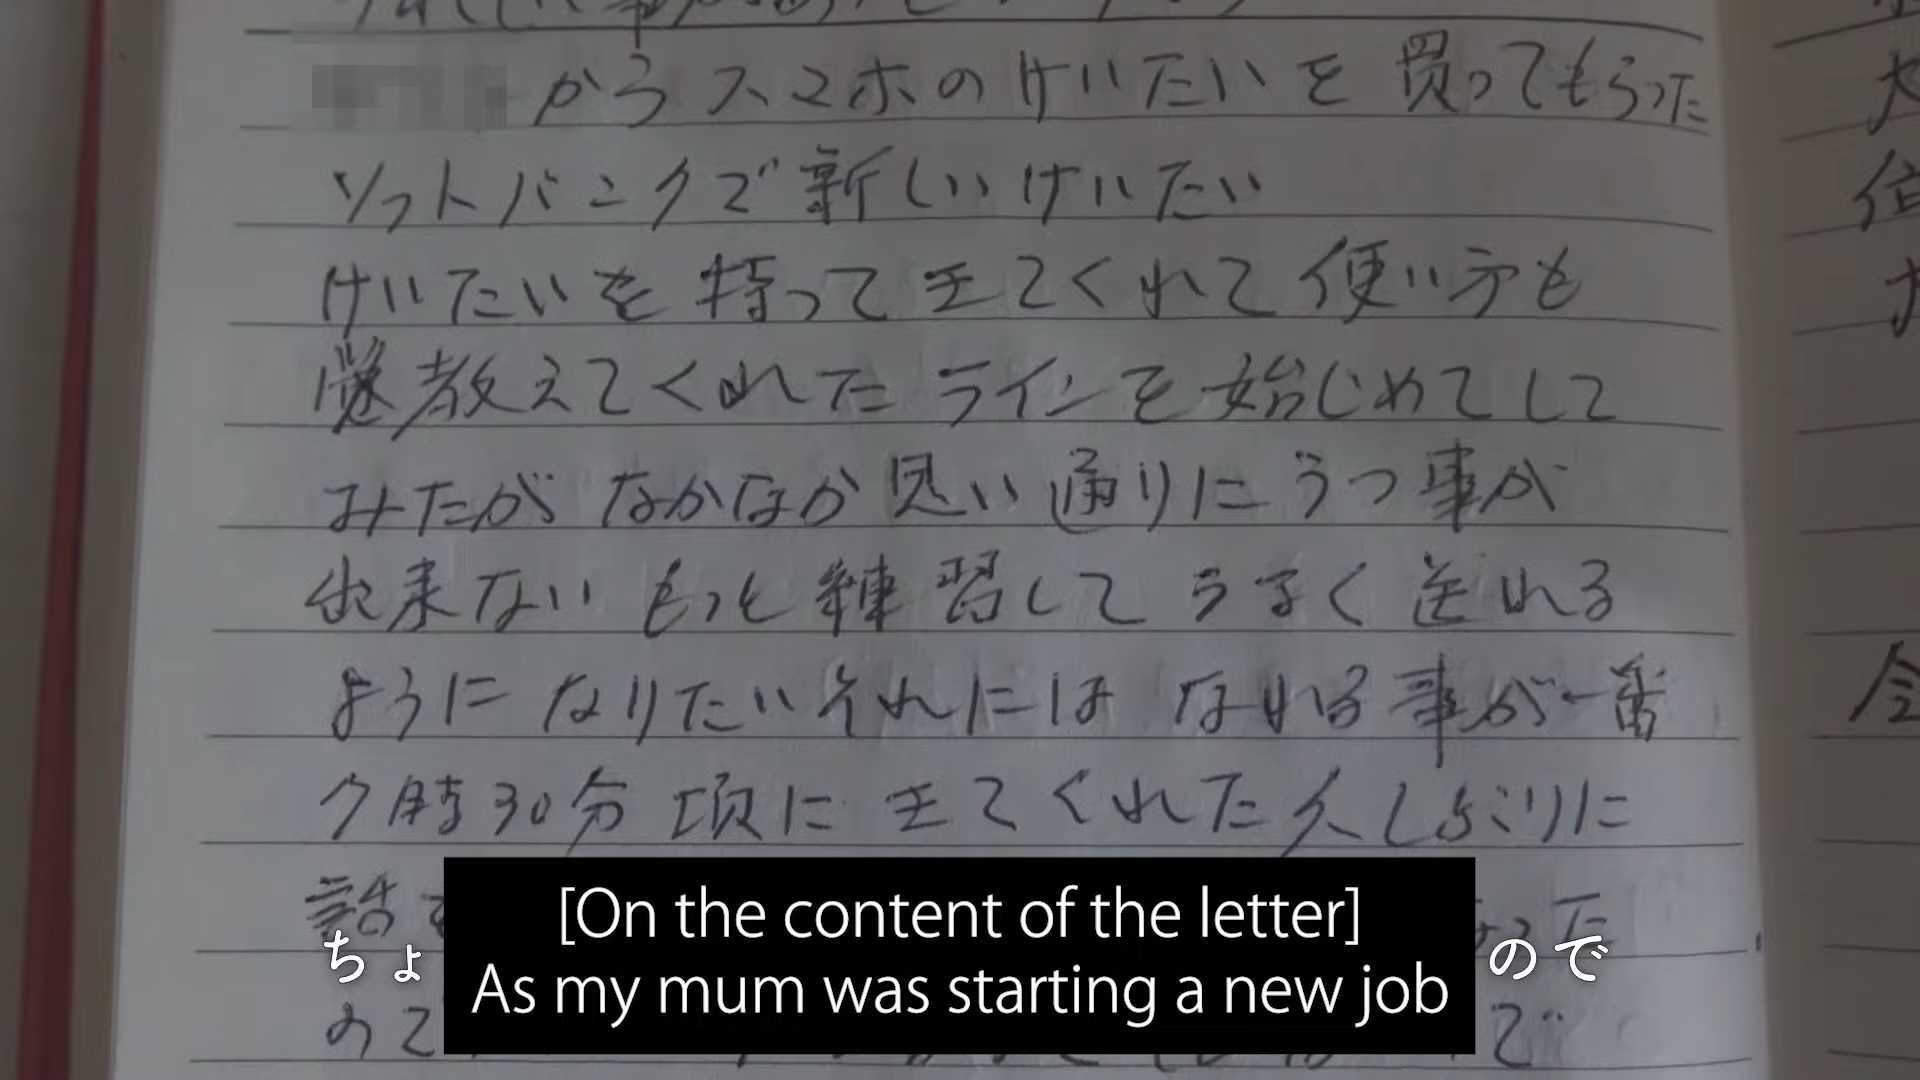 からスマホのけいたいを買ってもらった
ソフトバンクで新しいけいたい
けいたいを持ってきてくれて使い方も
教えてくれたラインを始じめてして
みたがなかなか思い通りにうつ事が
出来ないもっと練習してうまく送れる
ようになりたいそれにはなれる事が一番
ク時30分頃にきてくれた久しぶりに
話
[On the content of the letter]
ちょ のので
As my mum was starting a new job